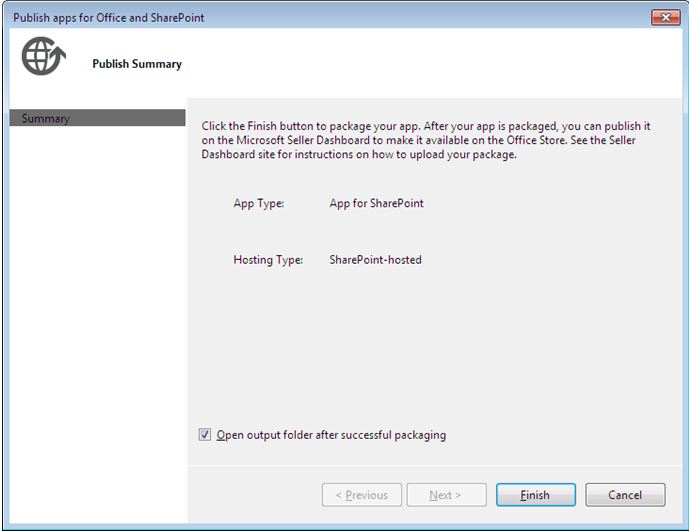 Publish apps for Office and SharePoint
Publish Summary
Summary
Click the Finish button to package your app. After your app is packaged, you can publish it
on the Microsoft Seller Dashboard to make it available on the Office Store. See the Seller
Dashboard site for instructions on how to upload your package.
App Type: App for SharePoint
Hosting Type: SharePoint-hosted
Open output folder after successful packaging
< Previous Next > Finish Cancel